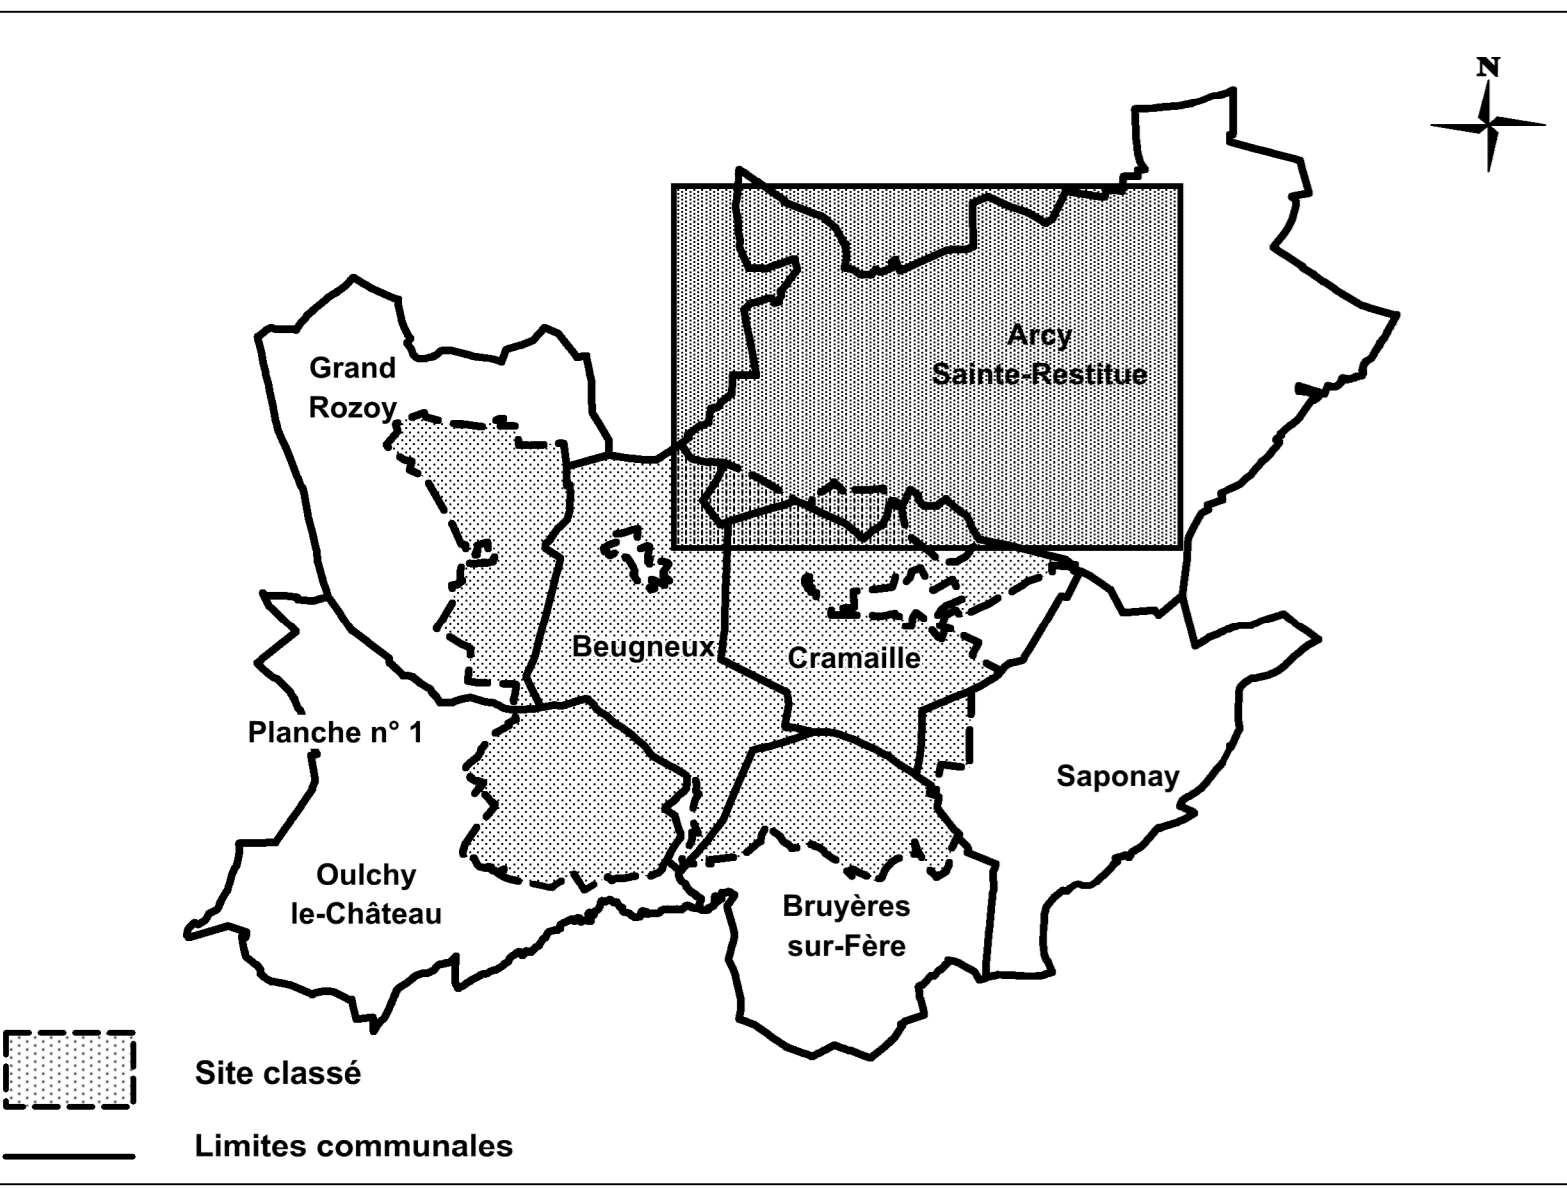 N
Arcy
Sainte-Restitue
Grand
Rozoy
Beugneux
Cramaille
Planche n° 1
Saponay
Oulchy
le-Château
Bruyères
sur-Fère
Site classé
Limites communales